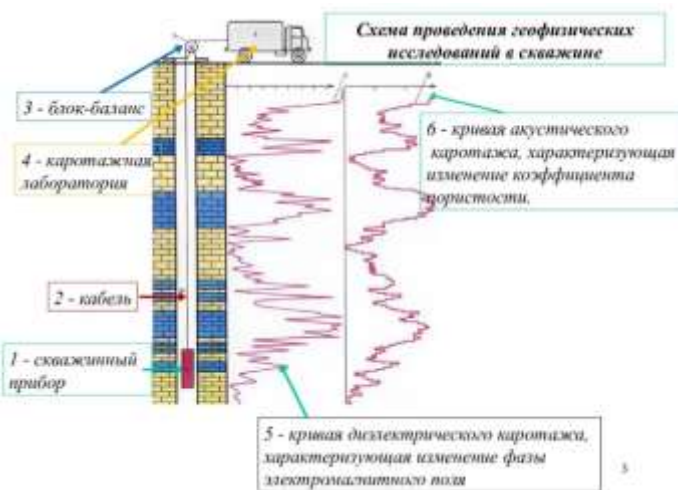 Схема проведения геофизических
исследований в скважине
3 - блок-баланс
4 - каротажная
лаборатория
6 - кривая акустического
каротажа, характеризующая
изменение коэффициента
пористости.
2 - кабель
1 - скважинный
прибор
5 - кривая диэлектрического каротажа,
характеризующая изменение фазы
электромагнитного поля